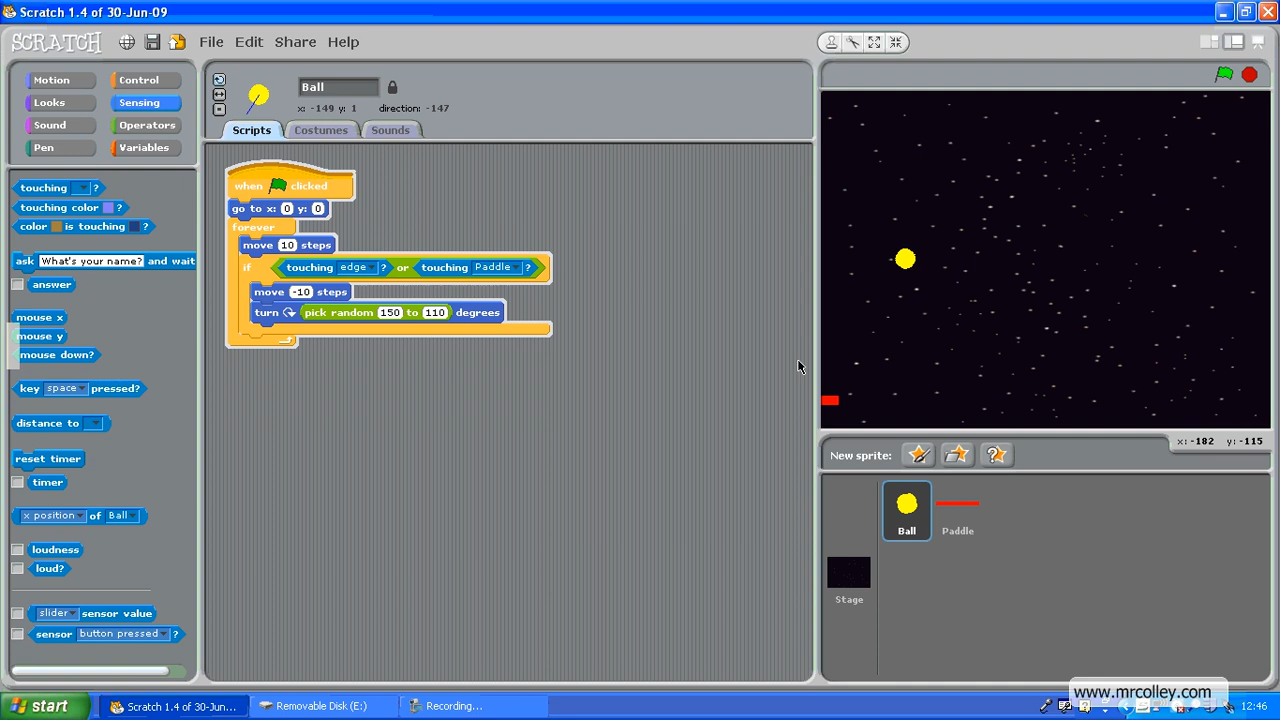 Scratch 1.4 of 30-Jun-09
SCRATCH File Edit Share Help
Motion Control
Looks Sensing
Sound Operators
Pen Variables
touching ?
touching color ?
color is touching ?
ask What's your name? and wait
answer
mouse x
mouse y
mouse down?
key space pressed?
distance to
reset timer
timer
x position of Ball
loudness
loud?
slider sensor value
sensor button pressed ?
Ball
x: -149 y: 1 direction: -147
Scripts Costumes Sounds
when clicked
go to x: 0 y: 0
forever
move 10 steps
if touching edge ? or touching Paddle ?
move -10 steps
turn pick random 150 to 110 degrees
x: -182 y: -115
New sprite:
Ball Paddle
Stage
www.mrcolley.com
start Scratch 1.4 of 30-Jun... Removable Disk (E:) Recording... 12:46